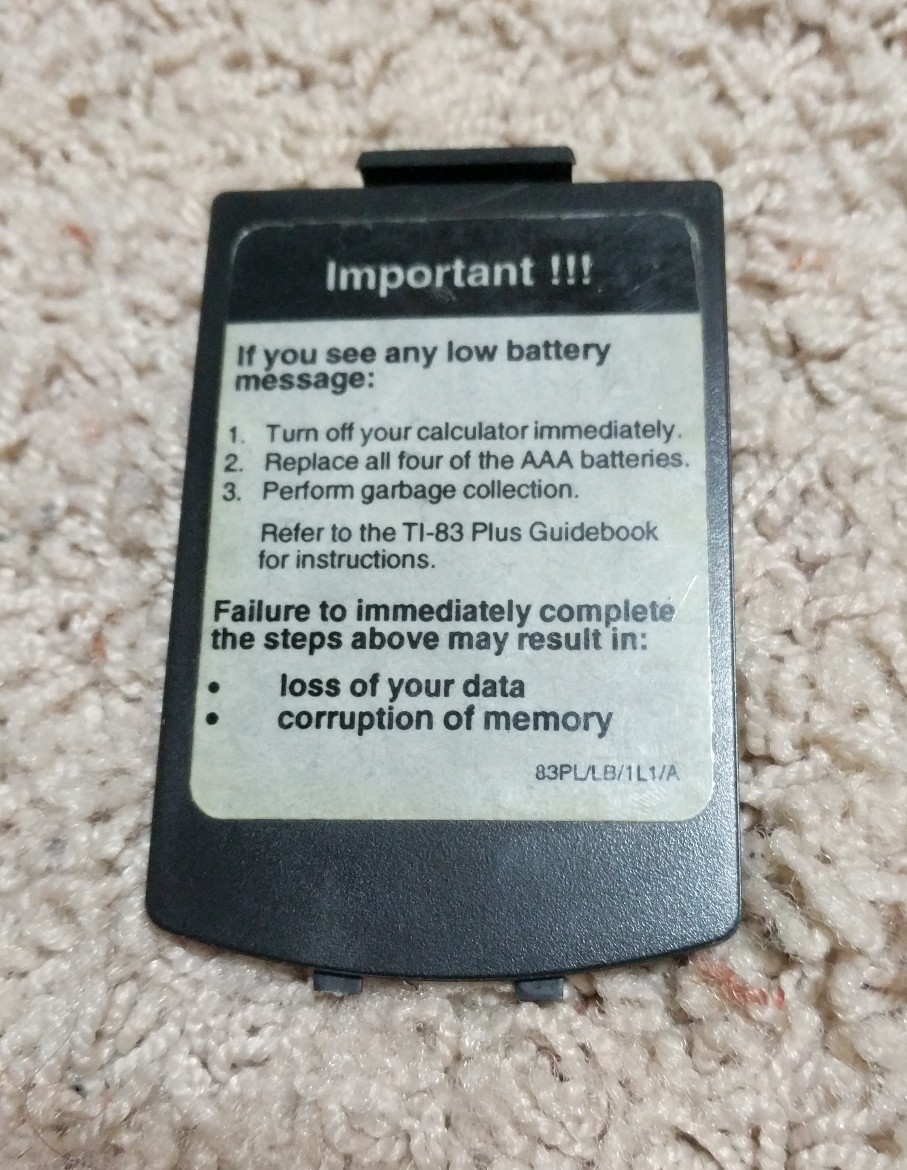 Important !!!
If you see any low battery
message:
1. Turn off your calculator immediately.
2. Replace all four of the AAA batteries.
3. Perform garbage collection.
Refer to the TI-83 Plus Guidebook
for instructions.
Failure to immediately complete
the steps above may result in:
• loss of your data
• corruption of memory
83PL/LB/1L1/A